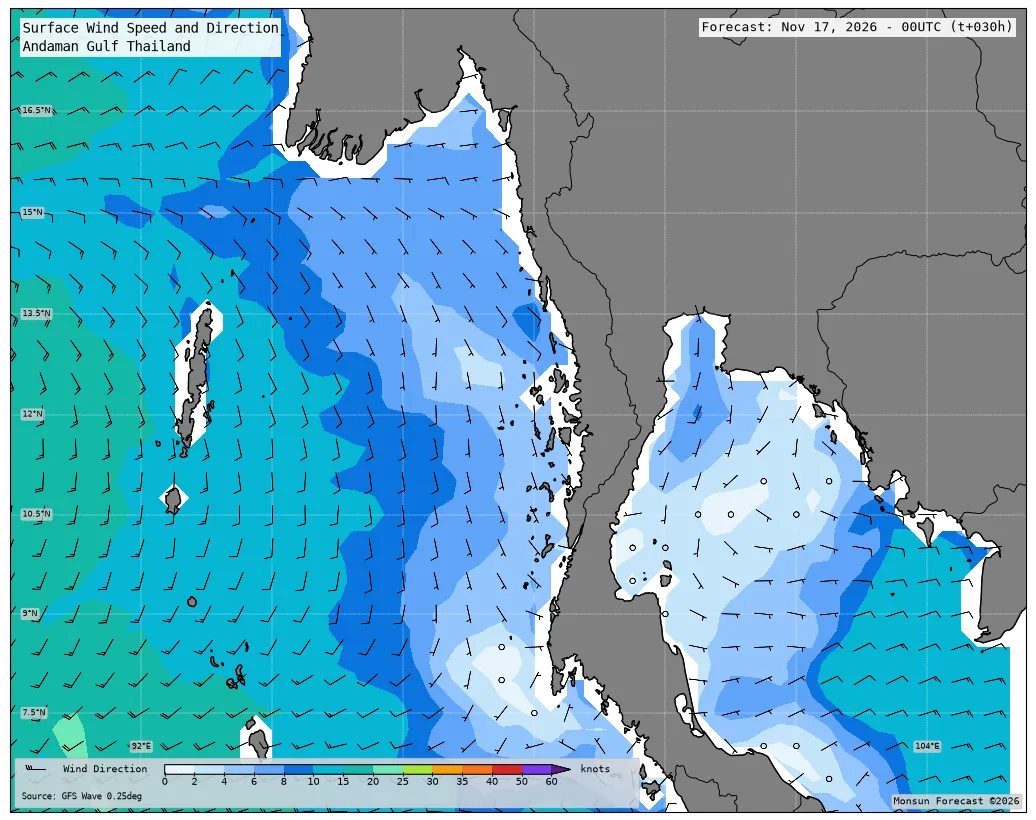 Surface Wind Speed and Direction
Andaman Gulf Thailand
Forecast: Nov 17, 2026 - 00UTC (t+030h)
16.5°N
15°N
13.5°N
12°N
10.5°N
9°N
7.5°N
92°E
104°E
Wind Direction
0 2 4 6 8 10 15 20 25 30 35 40 50 60
knots
Source: GFS Wave 0.25deg
Monsun Forecast ©2026